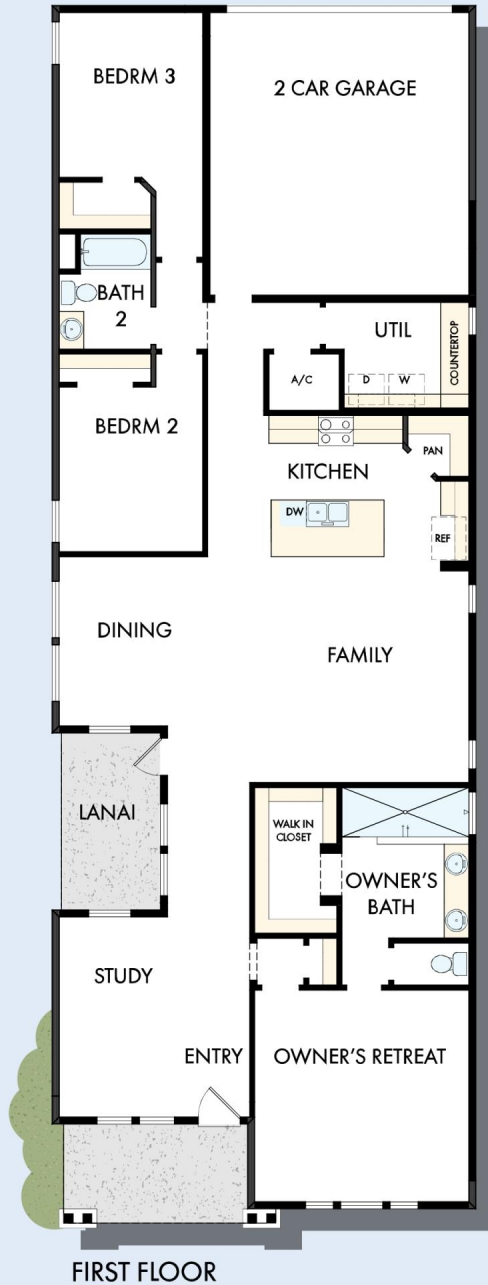 BEDRM 3
2 CAR GARAGE
BATH
2
UTIL
COUNTERTOP
A/C
D
W
BEDRM 2
KITCHEN
PAN
DW
REF
DINING
FAMILY
LANAI
WALK IN
CLOSET
OWNER'S
BATH
STUDY
ENTRY
OWNER'S RETREAT
FIRST FLOOR